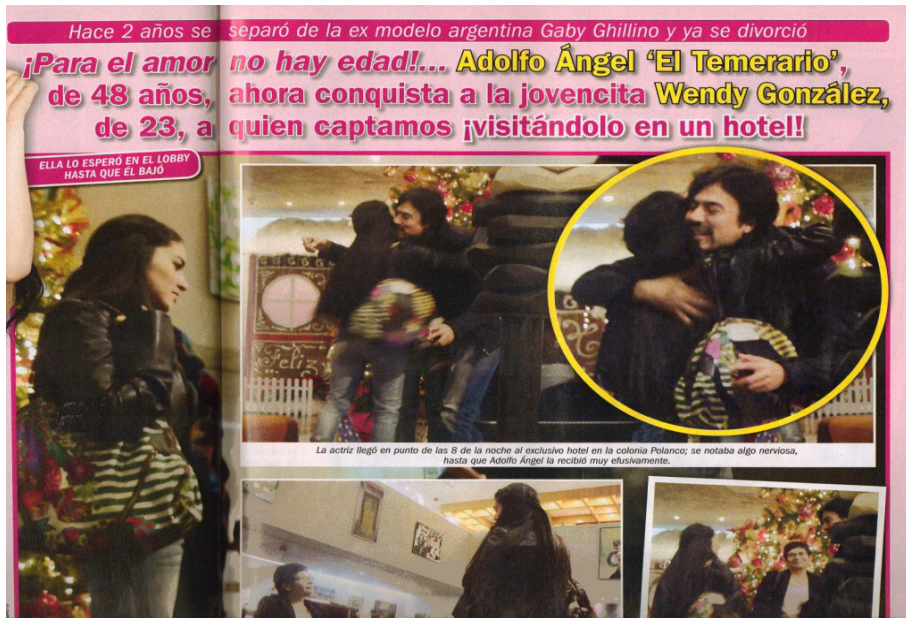 Hace 2 años se separó de la ex modelo argentina Gaby Ghillino y ya se divorció
¡Para el amor no hay edad!... Adolfo Ángel 'El Temerario',
de 48 años, ahora conquista a la jovencita Wendy González,
de 23, a quien captamos ¡visitándolo en un hotel!
ELLA LO ESPERÓ EN EL LOBBY
HASTA QUE ÉL BAJÓ
Feliz
La actriz llegó en punto de las 8 de la noche al exclusivo hotel en la colonia Polanco; se notaba algo nerviosa,
hasta que Adolfo Ángel la recibió muy efusivamente.